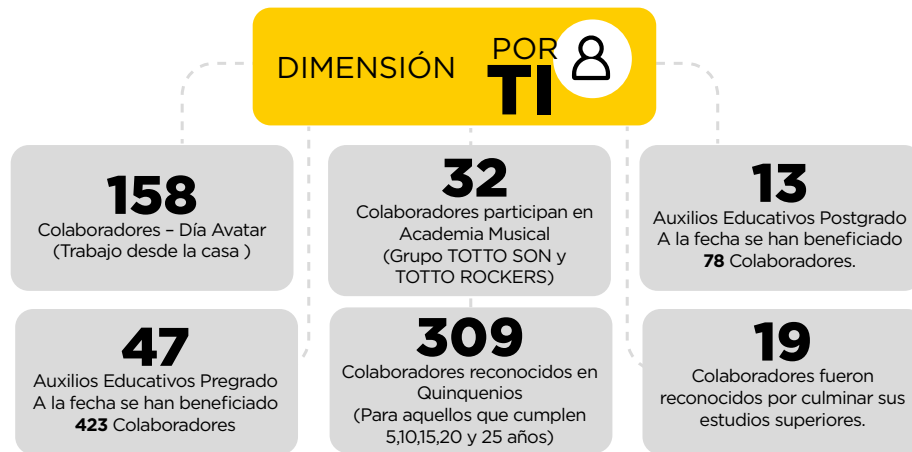 DIMENSIÓN POR TI
158
Colaboradores – Día Avatar
(Trabajo desde la casa )
32
Colaboradores participan en
Academia Musical
(Grupo TOTTO SON y
TOTTO ROCKERS)
13
Auxilios Educativos Postgrado
A la fecha se han beneficiado
78 Colaboradores.
47
Auxilios Educativos Pregrado
A la fecha se han beneficiado
423 Colaboradores
309
Colaboradores reconocidos en
Quinquenios
(Para aquellos que cumplen
5,10,15,20 y 25 años)
19
Colaboradores fueron
reconocidos por culminar sus
estudios superiores.